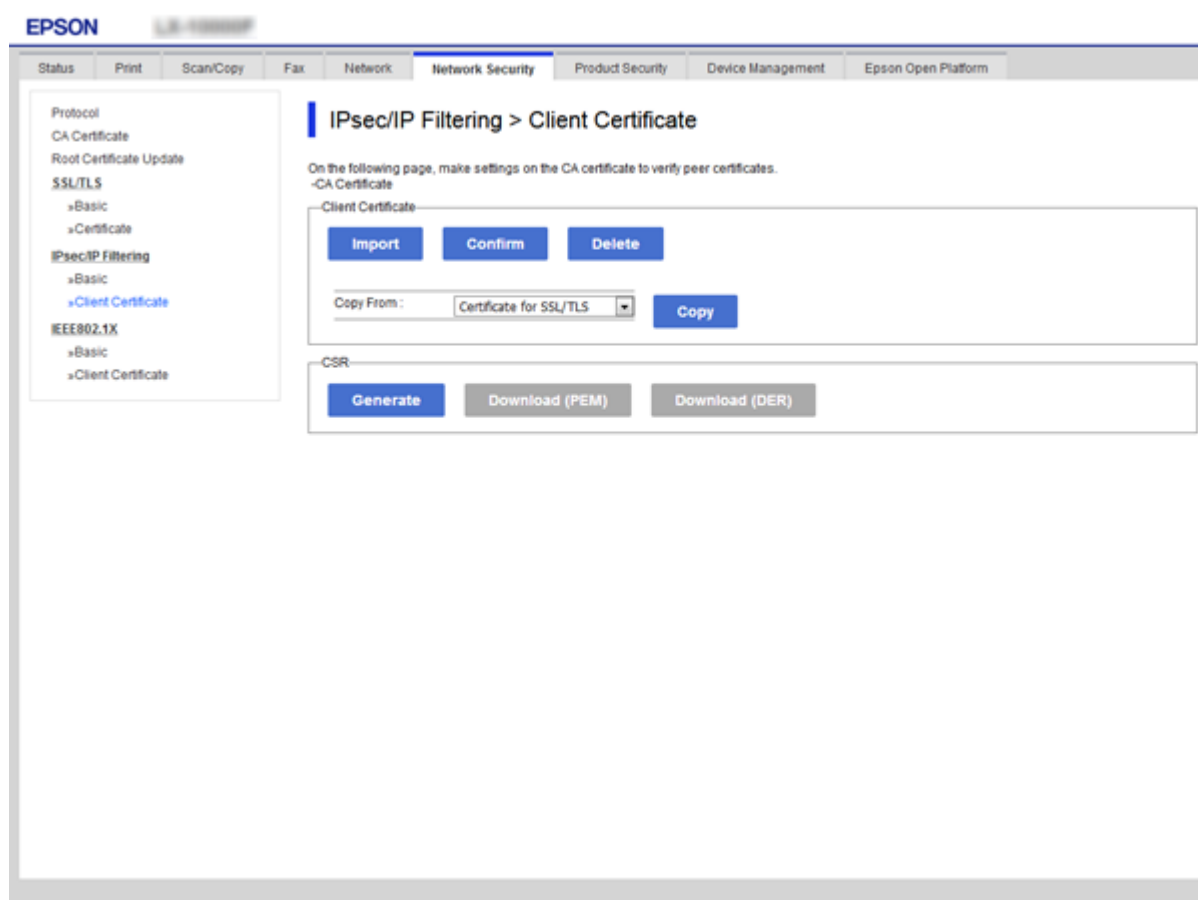 EPSON
Status Print Scan/Copy Fax Network Network Security Product Security Device Management Epson Open Platform
Protocol
CA Certificate
Root Certificate Update
SSL/TLS
»Basic
»Certificate
IPsec/IP Filtering
»Basic
»Client Certificate
IEEE802.1X
»Basic
»Client Certificate
IPsec/IP Filtering > Client Certificate
On the following page, make settings on the CA certificate to verify peer certificates.
-CA Certificate
Client Certificate
Import Confirm Delete
Copy From : Certificate for SSL/TLS Copy
CSR
Generate Download (PEM) Download (DER)